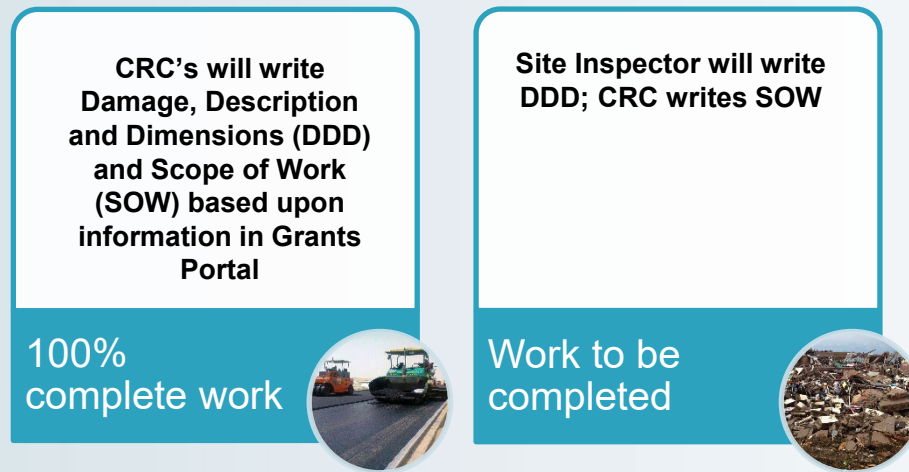 CRC’s will write
Damage, Description
and Dimensions (DDD)
and Scope of Work
(SOW) based upon
information in Grants
Portal
100%
complete work
Site Inspector will write
DDD; CRC writes SOW
Work to be
completed